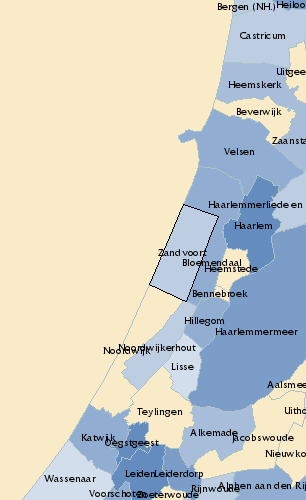 Bergen (NH.)
Heiloo
Castricum
Uitgee
Heemskerk
Beverwijk
Zaansta
Velsen
Haarlemmerliede en
Haarlem
Zandvoort
Bloemendaal
Heemstede
Bennebroek
Hillegom
Haarlemmermeer
Noordwijkerhout
Noordwijk
Lisse
Aalsmee
Teylingen
Uitho
Alkemade
Jacobswoude
Katwijk
Oegstgeest
Nieuwko
Wassenaar
Leiden
Leiderdorp
Alphen aan den Rij
Rijnwoude
Voorschoten
Zoeterwoude